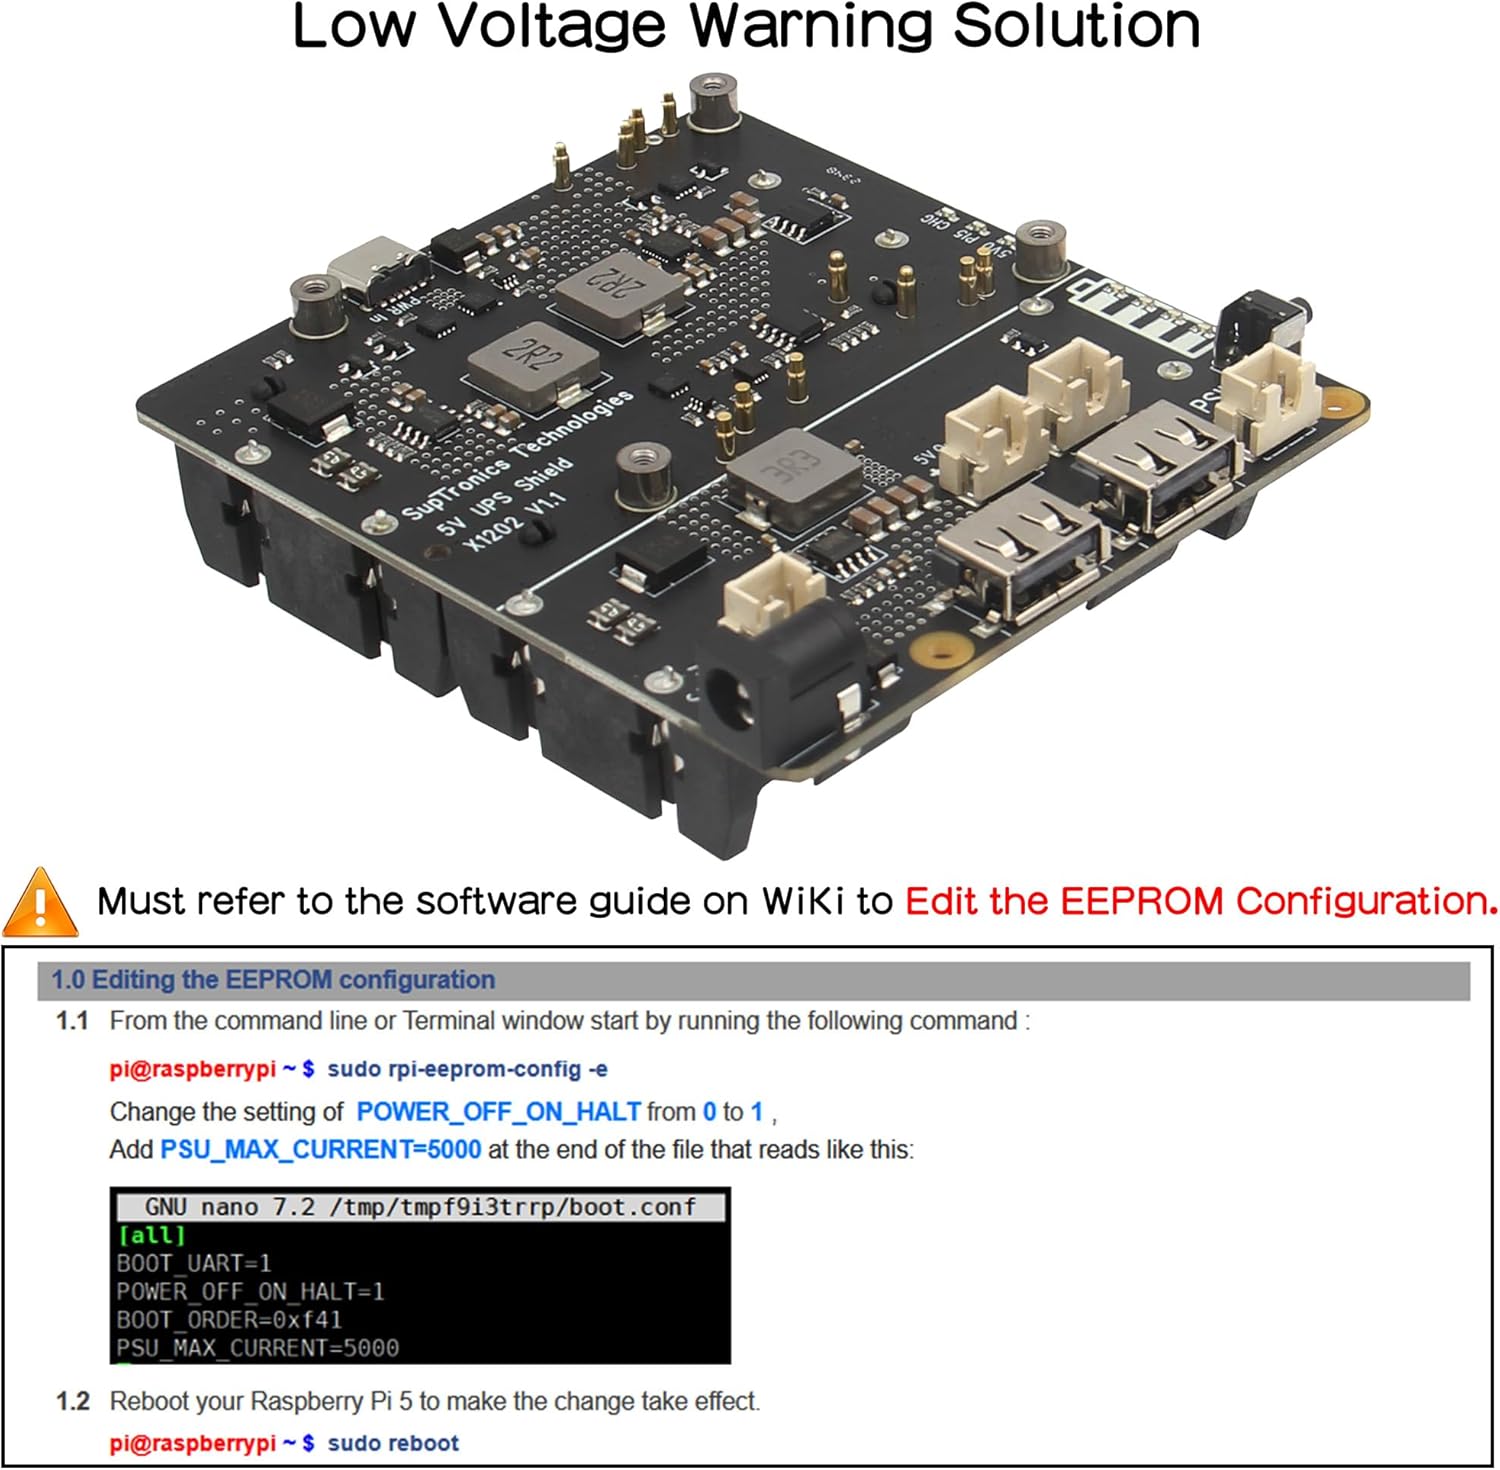 Low Voltage Warning Solution
2348
CHG
PI5
5V0
PWR In
2R2
2R2
3R3
5V0
SupTronics Technologies
5V UPS Shield
X1202 V1.1
Must refer to the software guide on WiKi to Edit the EEPROM Configuration.
1.0 Editing the EEPROM configuration
1.1 From the command line or Terminal window start by running the following command :
pi@raspberrypi ~ $ sudo rpi-eeprom-config -e
Change the setting of POWER_OFF_ON_HALT from 0 to 1 ,
Add PSU_MAX_CURRENT=5000 at the end of the file that reads like this:
GNU nano 7.2 /tmp/tmpf9i3trrp/boot.conf
[all]
BOOT_UART=1
POWER_OFF_ON_HALT=1
BOOT_ORDER=0xf41
PSU_MAX_CURRENT=5000
1.2 Reboot your Raspberry Pi 5 to make the change take effect.
pi@raspberrypi ~ $ sudo reboot